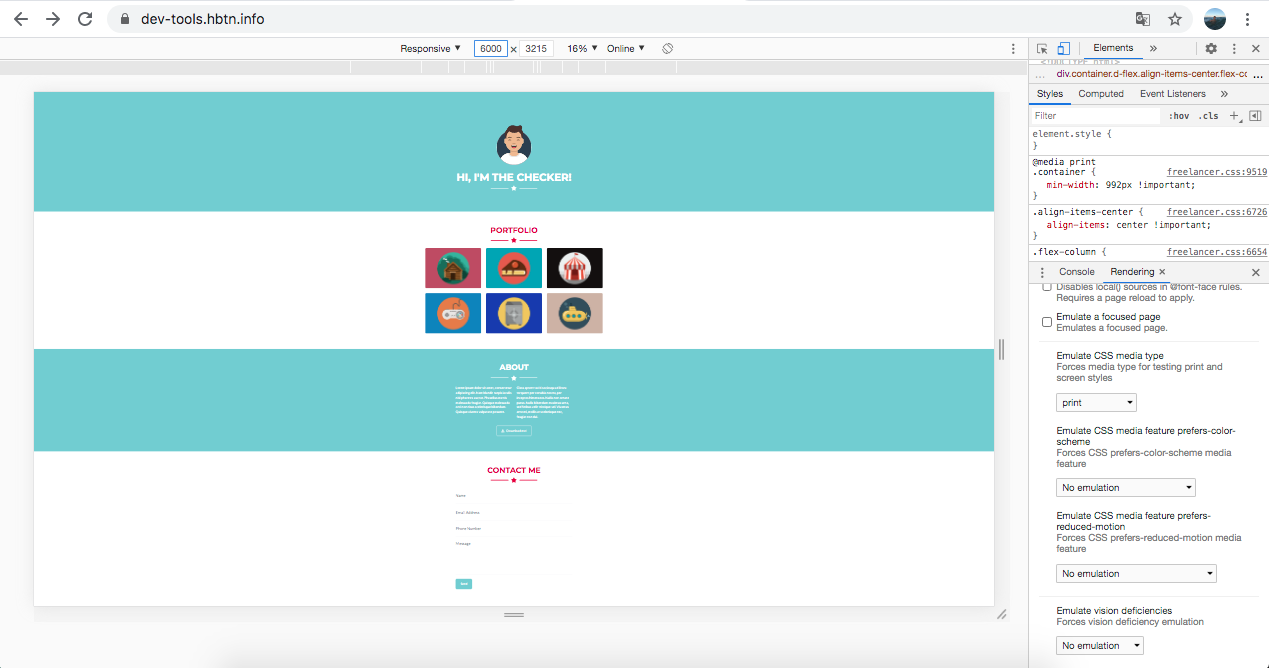 dev-tools.hbtn.info
Responsive ▼ 6000 × 3215 16% ▼ Online ▼
Elements »
<!DOCTYPE html>
... div.container.d-flex.align-items-center.flex-cc ...
Styles Computed Event Listeners »
Filter :hov .cls +
element.style {
}
@media print
.container { freelancer.css:9519
min-width: 992px !important;
}
.align-items-center { freelancer.css:6726
align-items: center !important;
}
.flex-column { freelancer.css:6654
Console Rendering ×
Disables local() sources in @font-face rules.
Requires a page reload to apply.
Emulate a focused page
Emulates a focused page.
Emulate CSS media type
Forces media type for testing print and
screen styles
print
Emulate CSS media feature prefers-color-
scheme
Forces CSS prefers-color-scheme media
feature
No emulation
Emulate CSS media feature prefers-
reduced-motion
Forces CSS prefers-reduced-motion media
feature
No emulation
Emulate vision deficiencies
Forces vision deficiency emulation
No emulation
HI, I'M THE CHECKER!
PORTFOLIO
ABOUT
CONTACT ME
Name
Email Address
Phone Number
Message